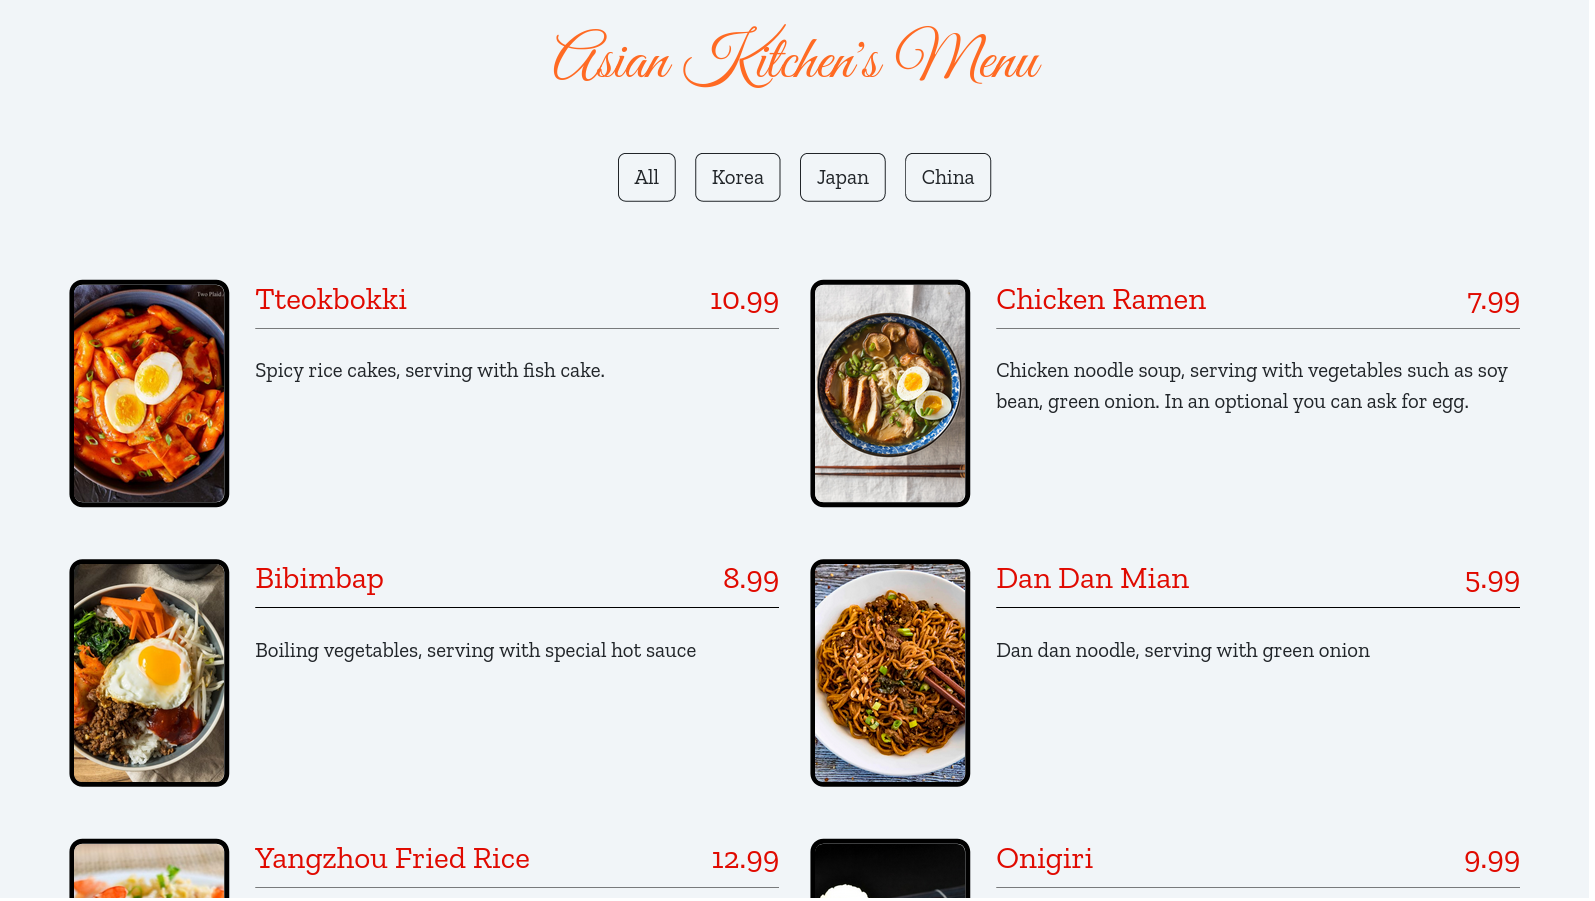 Asian Kitchen's Menu
All
Korea
Japan
China
Tteokbokki 10.99
Spicy rice cakes, serving with fish cake.
Chicken Ramen 7.99
Chicken noodle soup, serving with vegetables such as soy
bean, green onion. In an optional you can ask for egg.
Bibimbap 8.99
Boiling vegetables, serving with special hot sauce
Dan Dan Mian 5.99
Dan dan noodle, serving with green onion
Yangzhou Fried Rice 12.99
Onigiri 9.99